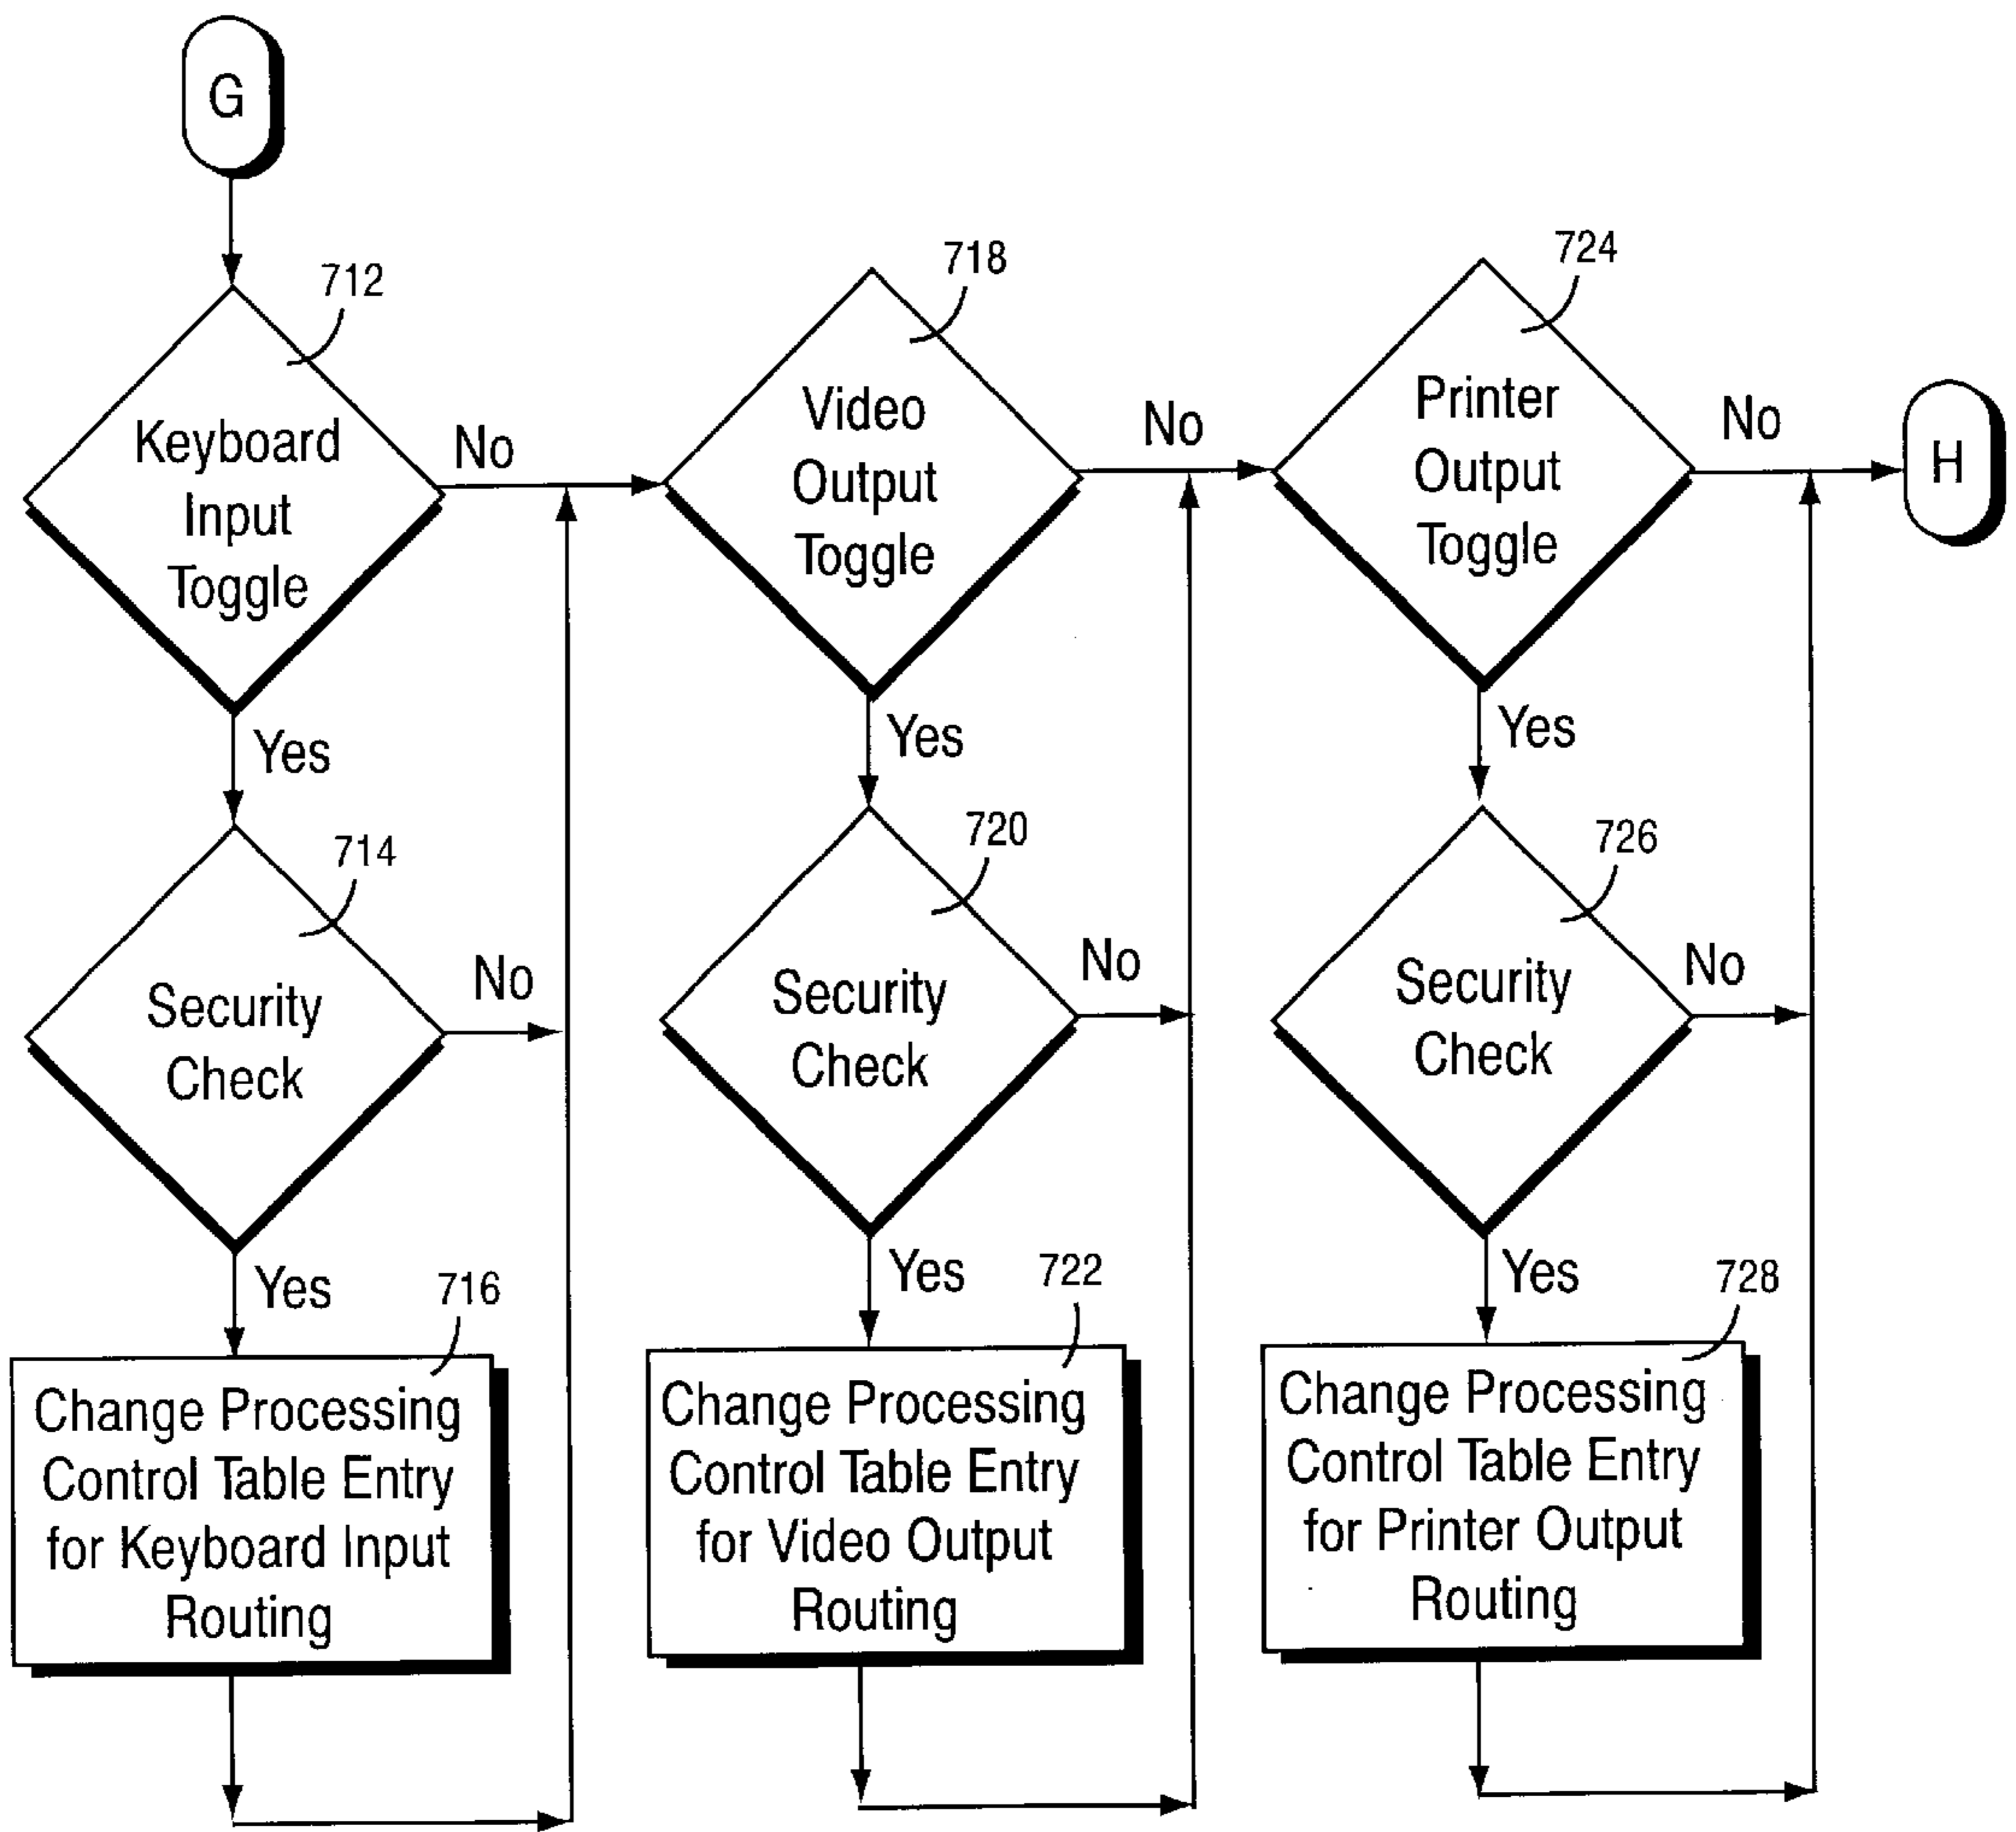 G
712
Keyboard
Input
Toggle
No
Yes
714
Security
Check
No
Yes
716
Change Processing
Control Table Entry
for Keyboard Input
Routing
718
Video
Output
Toggle
No
Yes
720
Security
Check
No
Yes
722
Change Processing
Control Table Entry
for Video Output
Routing
724
Printer
Output
Toggle
No
Yes
726
Security
Check
No
Yes
728
Change Processing
Control Table Entry
for Printer Output
Routing
H